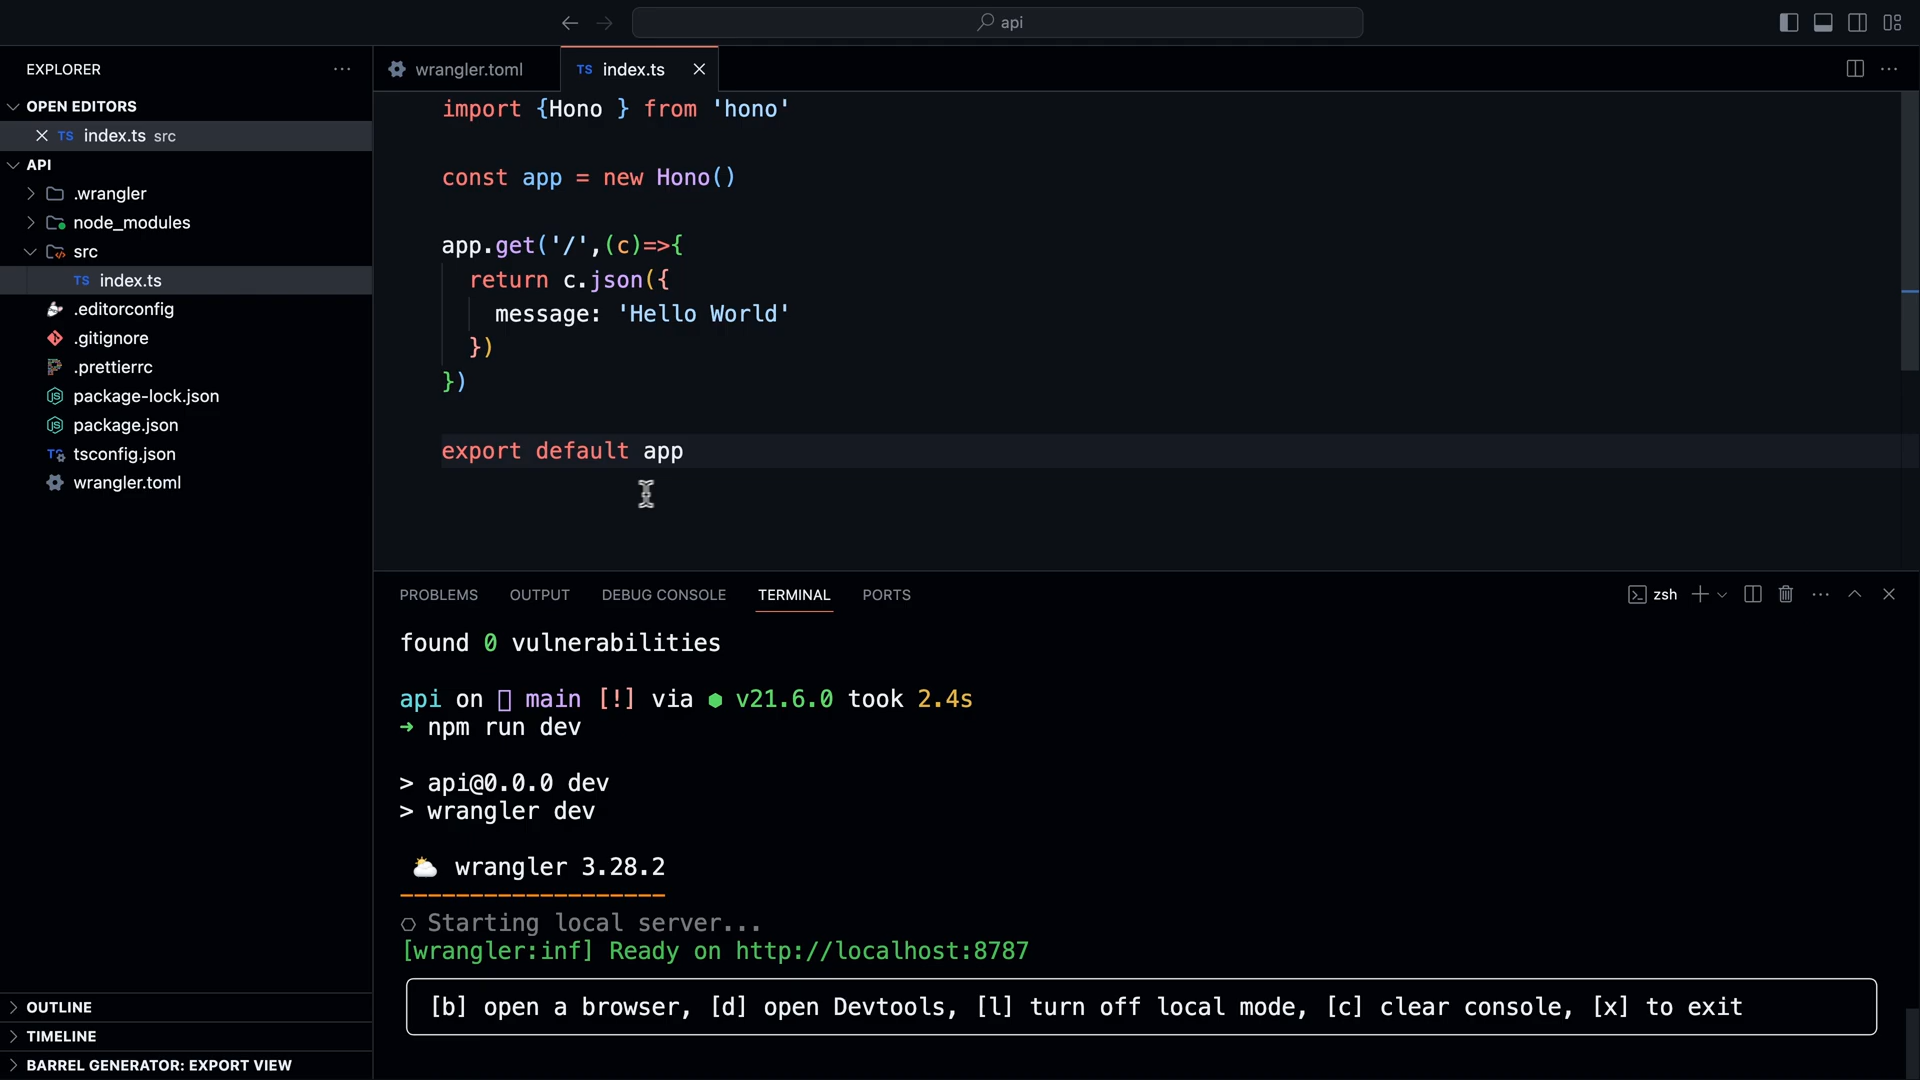 api
EXPLORER
OPEN EDITORS
TS index.ts src
API
.wrangler
node_modules
src
TS index.ts
.editorconfig
.gitignore
.prettierrc
package-lock.json
package.json
tsconfig.json
wrangler.toml
OUTLINE
TIMELINE
BARREL GENERATOR: EXPORT VIEW
wrangler.toml
TS index.ts
import {Hono } from 'hono'
const app = new Hono()
app.get('/',(c)=>{
return c.json({
message: 'Hello World'
})
})
export default app
PROBLEMS OUTPUT DEBUG CONSOLE TERMINAL PORTS
zsh
found 0 vulnerabilities
api on main [!] via ⬢ v21.6.0 took 2.4s
➜ npm run dev
> api@0.0.0 dev
> wrangler dev
⛅ wrangler 3.28.2
Starting local server...
[wrangler:inf] Ready on http://localhost:8787
[b] open a browser, [d] open Devtools, [l] turn off local mode, [c] clear console, [x] to exit